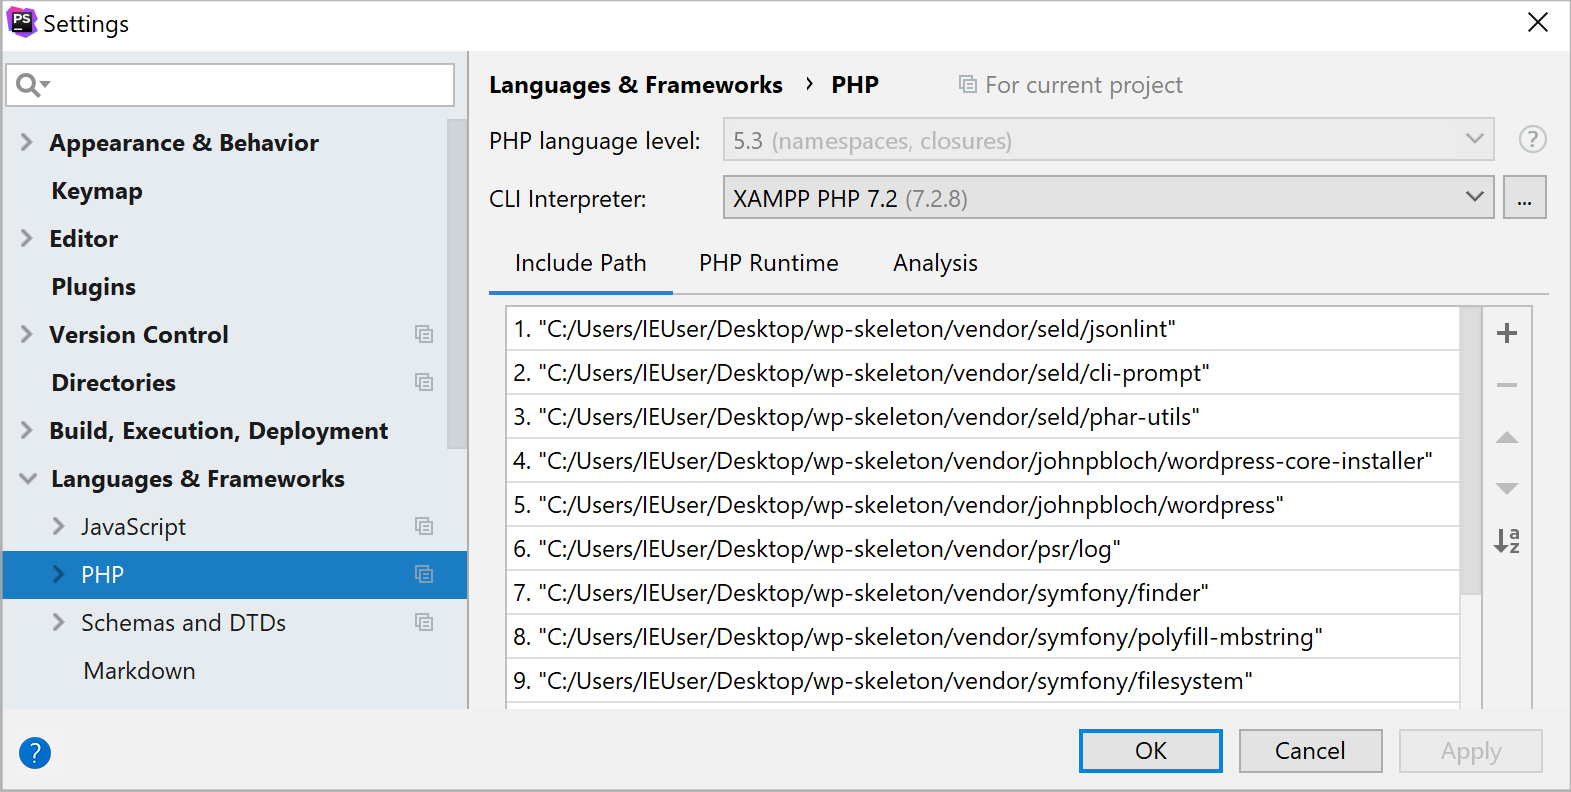 PS Settings
Appearance & Behavior
Keymap
Editor
Plugins
Version Control
Directories
Build, Execution, Deployment
Languages & Frameworks
JavaScript
PHP
Schemas and DTDs
Markdown
Languages & Frameworks › PHP For current project
PHP language level: 5.3 (namespaces, closures) ?
CLI Interpreter: XAMPP PHP 7.2 (7.2.8) ...
Include Path PHP Runtime Analysis
1. "C:/Users/IEUser/Desktop/wp-skeleton/vendor/seld/jsonlint"
2. "C:/Users/IEUser/Desktop/wp-skeleton/vendor/seld/cli-prompt"
3. "C:/Users/IEUser/Desktop/wp-skeleton/vendor/seld/phar-utils"
4. "C:/Users/IEUser/Desktop/wp-skeleton/vendor/johnpbloch/wordpress-core-installer"
5. "C:/Users/IEUser/Desktop/wp-skeleton/vendor/johnpbloch/wordpress"
6. "C:/Users/IEUser/Desktop/wp-skeleton/vendor/psr/log"
7. "C:/Users/IEUser/Desktop/wp-skeleton/vendor/symfony/finder"
8. "C:/Users/IEUser/Desktop/wp-skeleton/vendor/symfony/polyfill-mbstring"
9. "C:/Users/IEUser/Desktop/wp-skeleton/vendor/symfony/filesystem"
a
z
? OK Cancel Apply